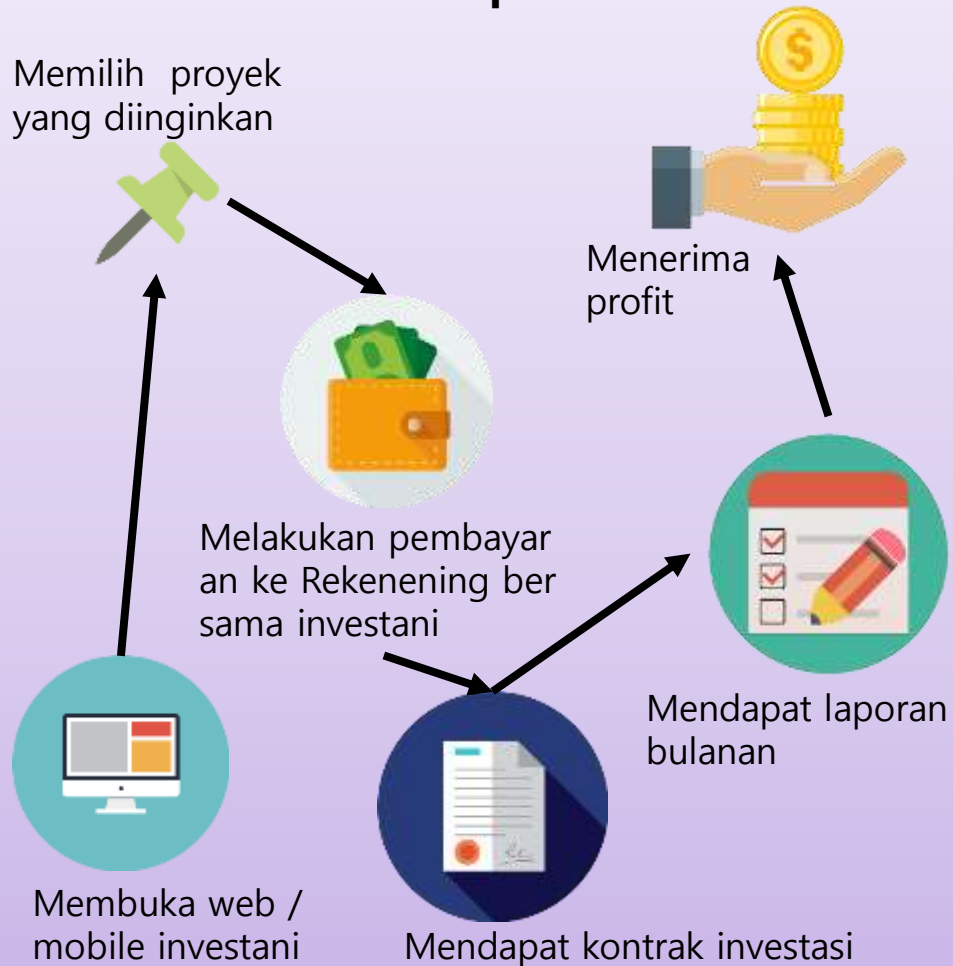 Memilih proyek
yang diinginkan
Menerima
profit
Melakukan pembayar
an ke Rekenening ber
sama investani
Mendapat laporan
bulanan
Membuka web /
mobile investani
Mendapat kontrak investasi